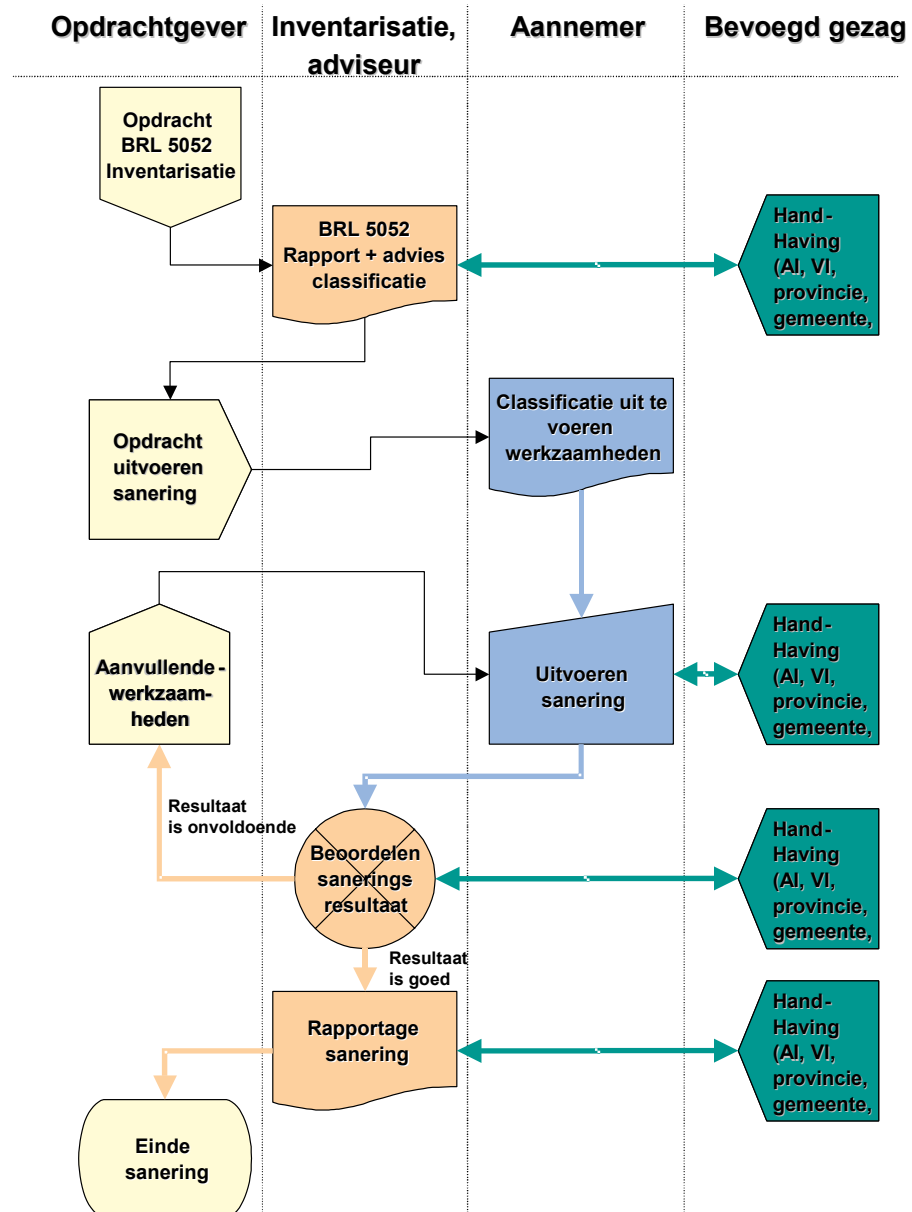 Opdrachtgever
Inventarisatie,
adviseur
Aannemer
Bevoegd gezag
Opdracht
BRL 5052
Inventarisatie
BRL 5052
Rapport + advies
classificatie
Hand-
Having
(AI, VI,
provincie,
gemeente,
Opdracht
uitvoeren
sanering
Classificatie uit te
voeren
werkzaamheden
Aanvullende-
werkzaam-
heden
Uitvoeren
sanering
Hand-
Having
(AI, VI,
provincie,
gemeente,
Resultaat
is onvoldoende
Beoordelen
sanerings
resultaat
Hand-
Having
(AI, VI,
provincie,
gemeente,
Resultaat
is goed
Rapportage
sanering
Hand-
Having
(AI, VI,
provincie,
gemeente,
Einde
sanering